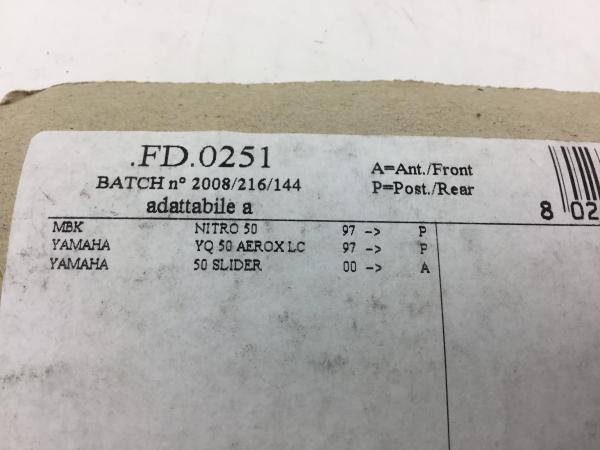 .FD.0251
BATCH nº 2008/216/144
adattabile a
A=Ant./Front
P=Post./Rear
8 02
MBK NITRO 50 97 -> P
YAMAHA YQ 50 AEROX LC 97 -> P
YAMAHA 50 SLIDER 00 -> A